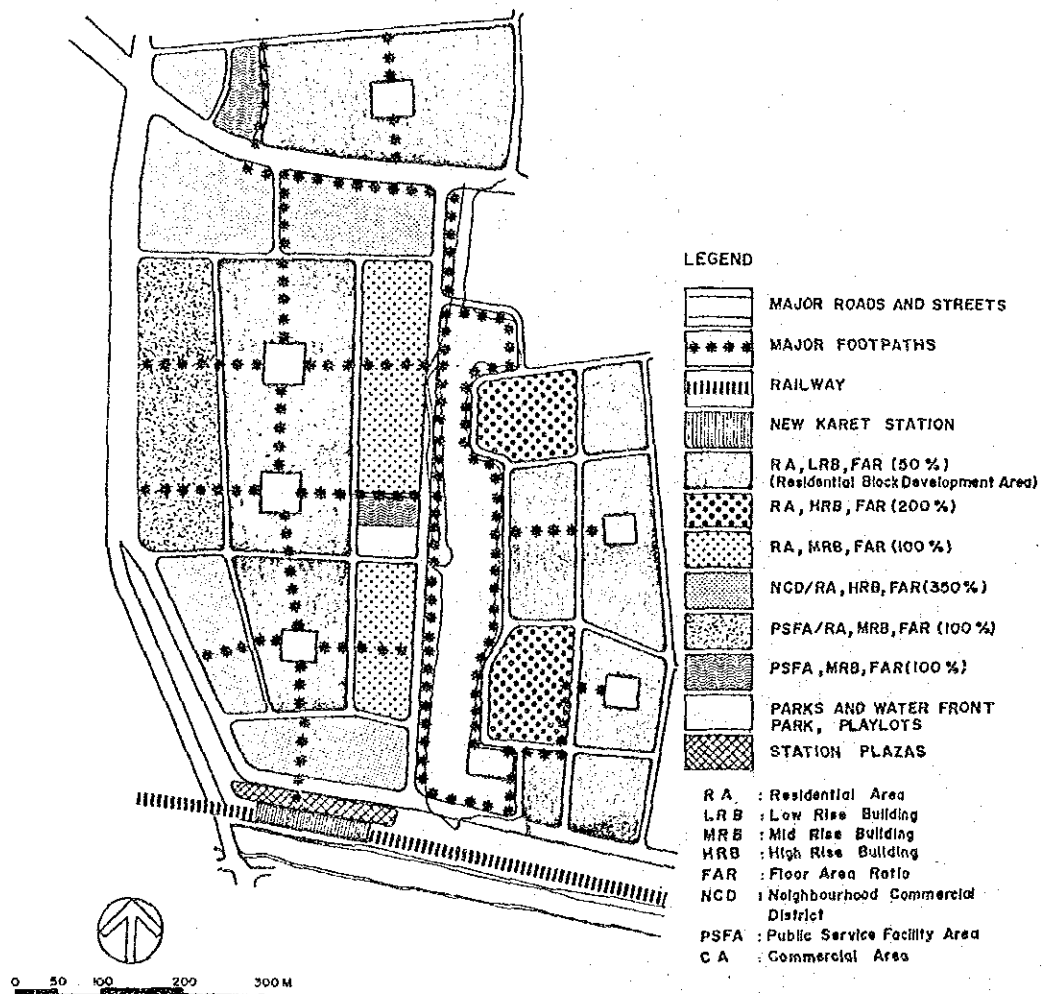 LEGEND
MAJOR ROADS AND STREETS
MAJOR FOOTPATHS
RAILWAY
NEW KARET STATION
RA, LRB, FAR (50 %)
(Residential Block Development Area)
RA, HRB, FAR (200 %)
RA, MRB, FAR (100 %)
NCD/RA, HRB, FAR (350 %)
PSFA/RA, MRB, FAR (100 %)
PSFA, MRB, FAR (100 %)
PARKS AND WATER FRONT
PARK, PLAYLOTS
STATION PLAZAS
RA : Residential Area
LRB : Low Rise Building
MRB : Mid Rise Building
HRB : High Rise Building
FAR : Floor Area Ratio
NCD : Neighbourhood Commercial
District
PSFA : Public Service Facility Area
CA : Commercial Area
0 50 100 200 300 M